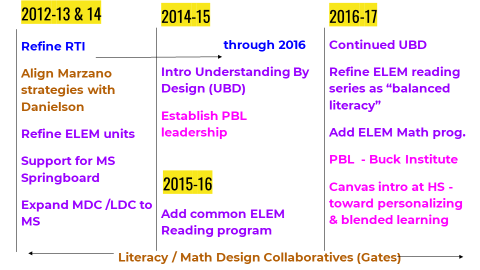 2012-13 & 14
Refine RTI
Align Marzano
strategies with
Danielson
Refine ELEM units
Support for MS
Springboard
Expand MDC /LDC to
MS
2014-15
through 2016
Intro Understanding By
Design (UBD)
Establish PBL
leadership
2015-16
Add common ELEM
Reading program
2016-17
Continued UBD
Refine ELEM reading
series as “balanced
literacy”
Add ELEM Math prog.
PBL - Buck Institute
Canvas intro at HS -
toward personalizing
& blended learning
Literacy / Math Design Collaboratives (Gates)